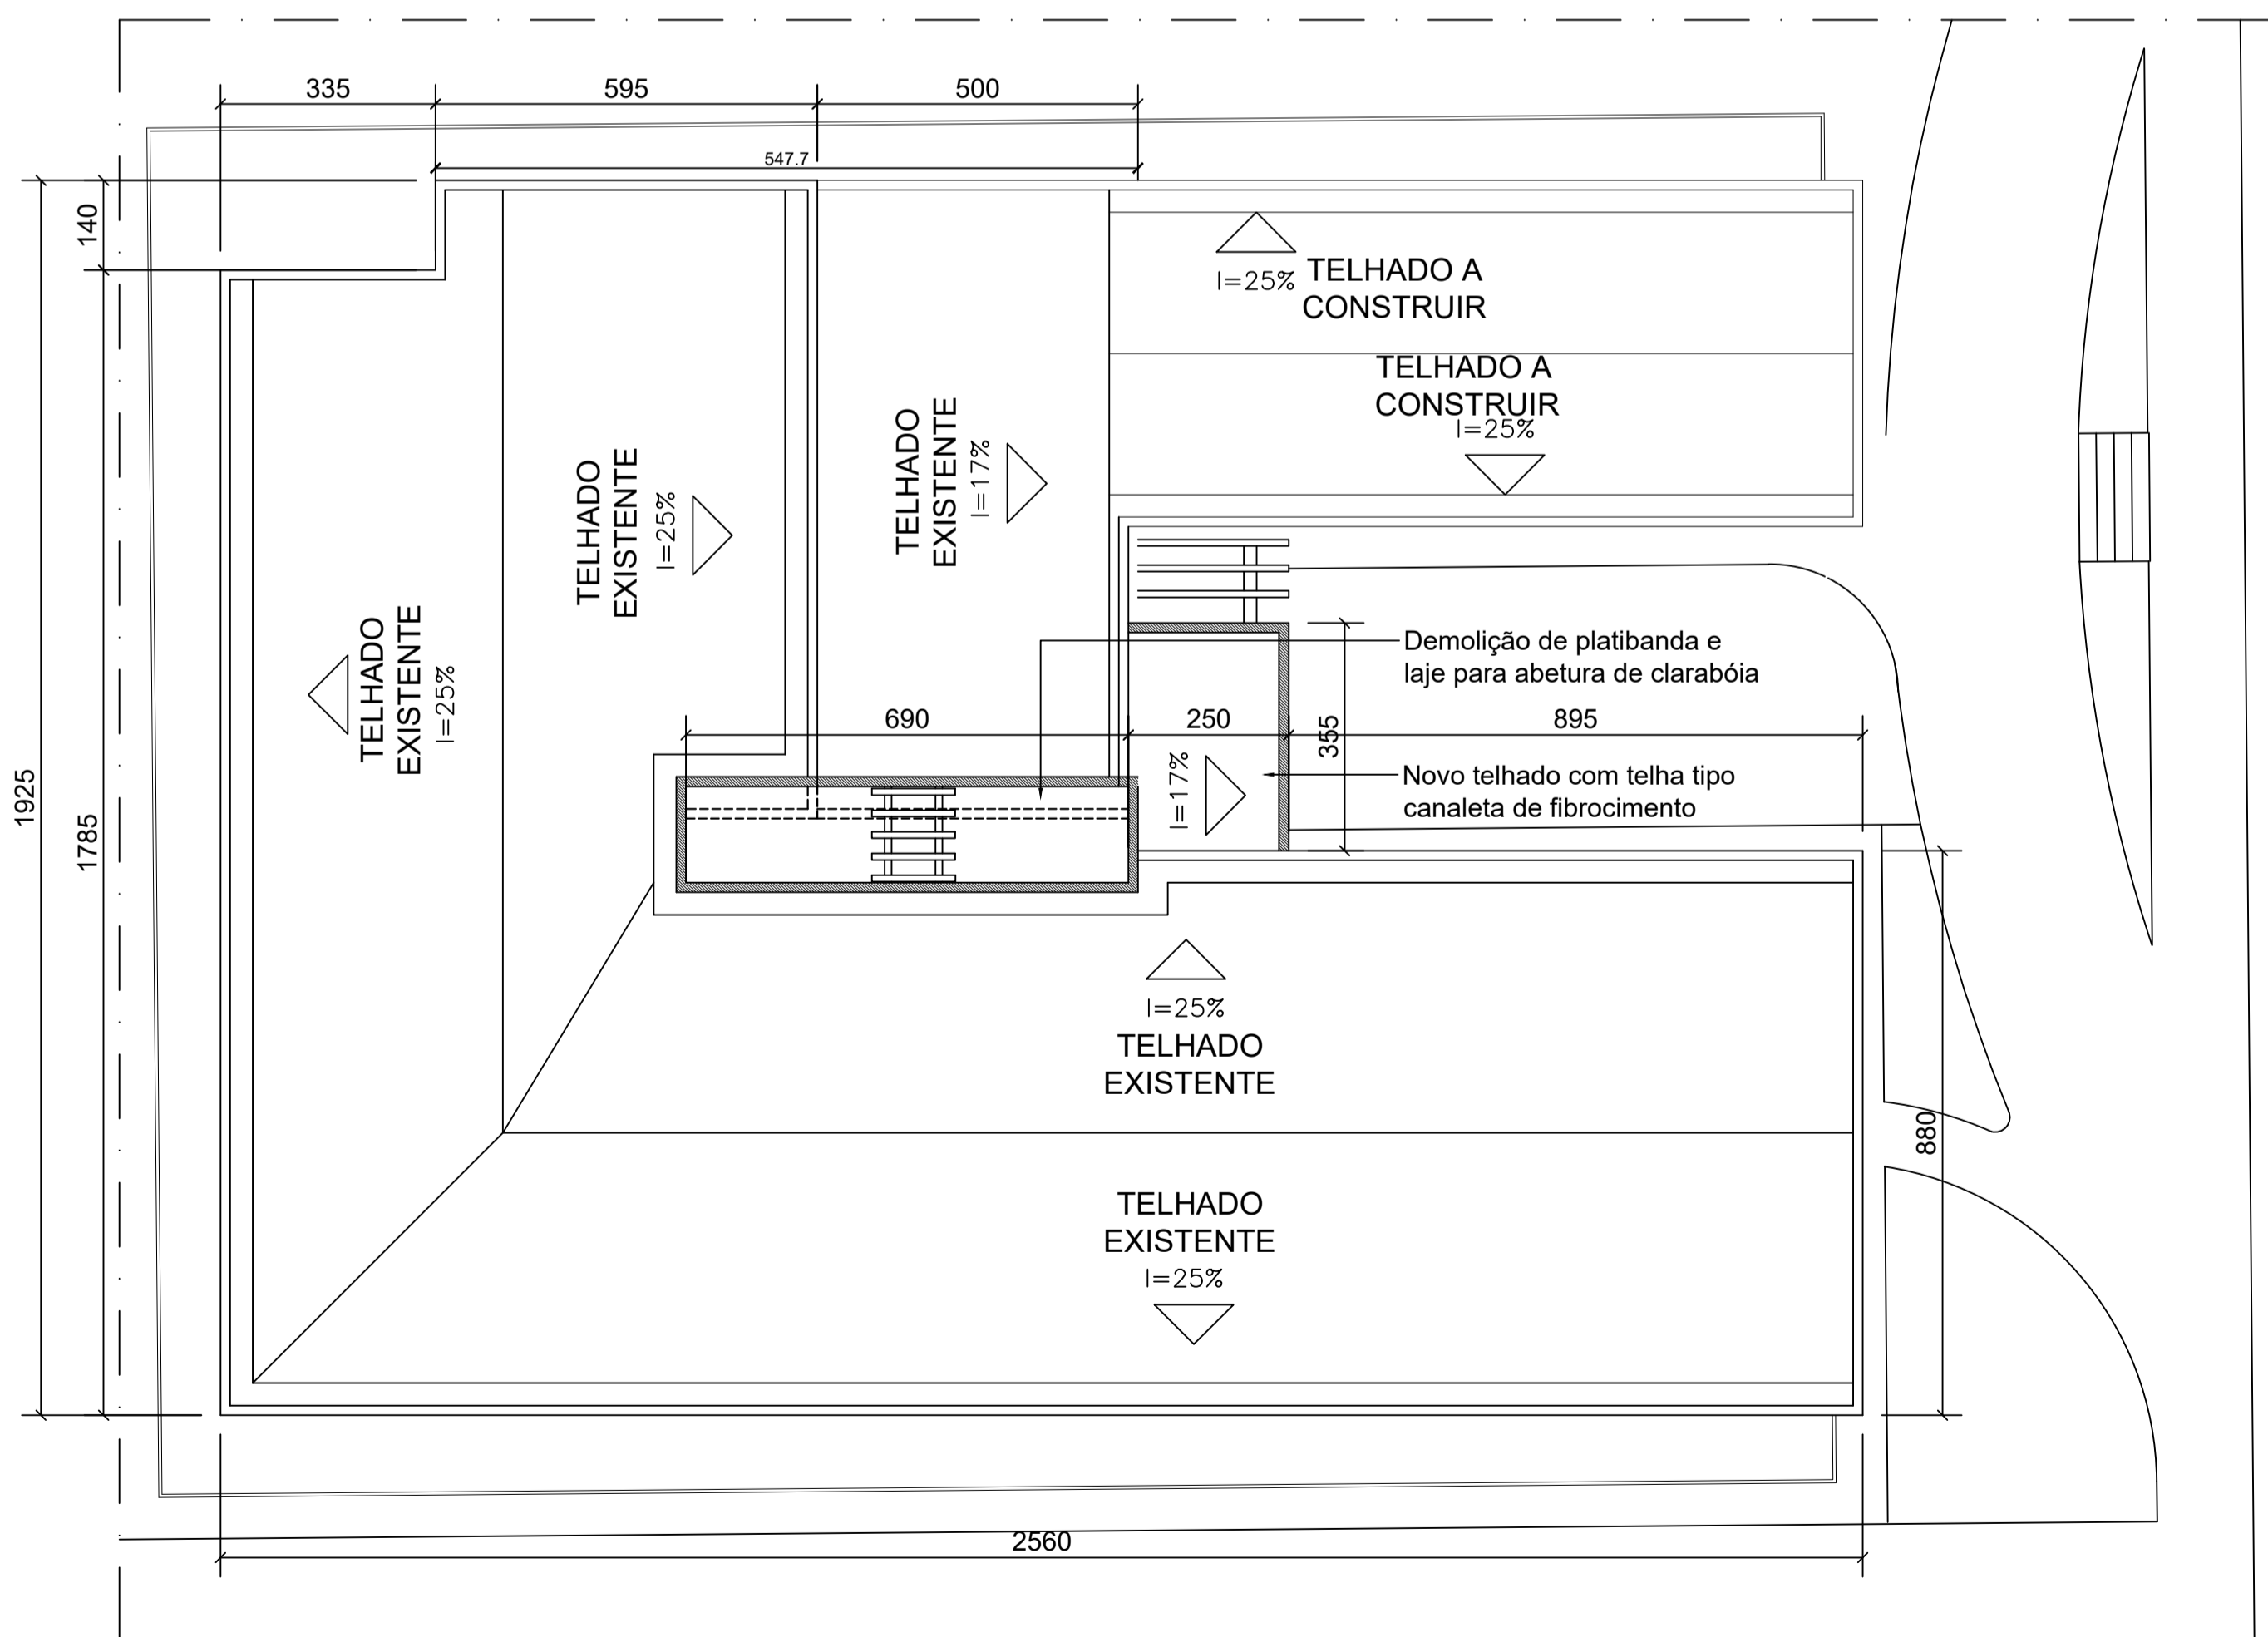 335
595
500
547.7
140
1925
1785
I=25%
TELHADO A
CONSTRUIR
TELHADO A
CONSTRUIR
I=25%
TELHADO
EXISTENTE
I=17%
TELHADO
EXISTENTE
I=25%
TELHADO
EXISTENTE
I=25%
Demolição de platibanda e
laje para abetura de clarabóia
690
250
895
355
I=17%
Novo telhado com telha tipo
canaleta de fibrocimento
I=25%
TELHADO
EXISTENTE
880
TELHADO
EXISTENTE
I=25%
2560